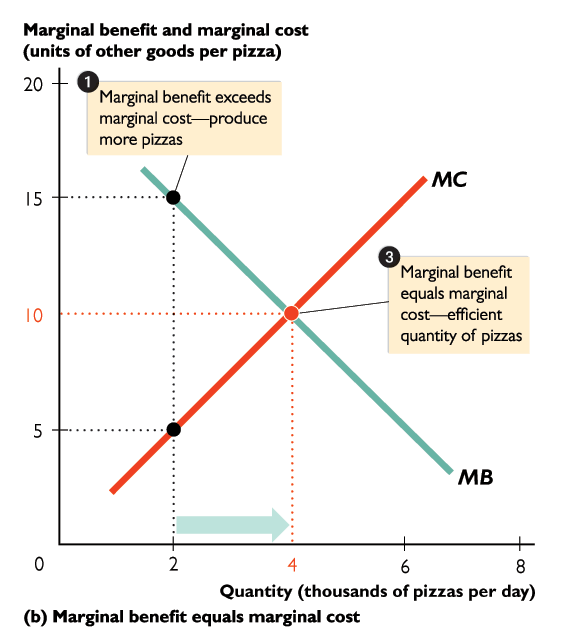 Marginal benefit and marginal cost
(units of other goods per pizza)
20
1
Marginal benefit exceeds
marginal cost—produce
more pizzas
MC
15
3
Marginal benefit
equals marginal
cost—efficient
quantity of pizzas
10
5
MB
0
2
4
6
8
Quantity (thousands of pizzas per day)
(b) Marginal benefit equals marginal cost